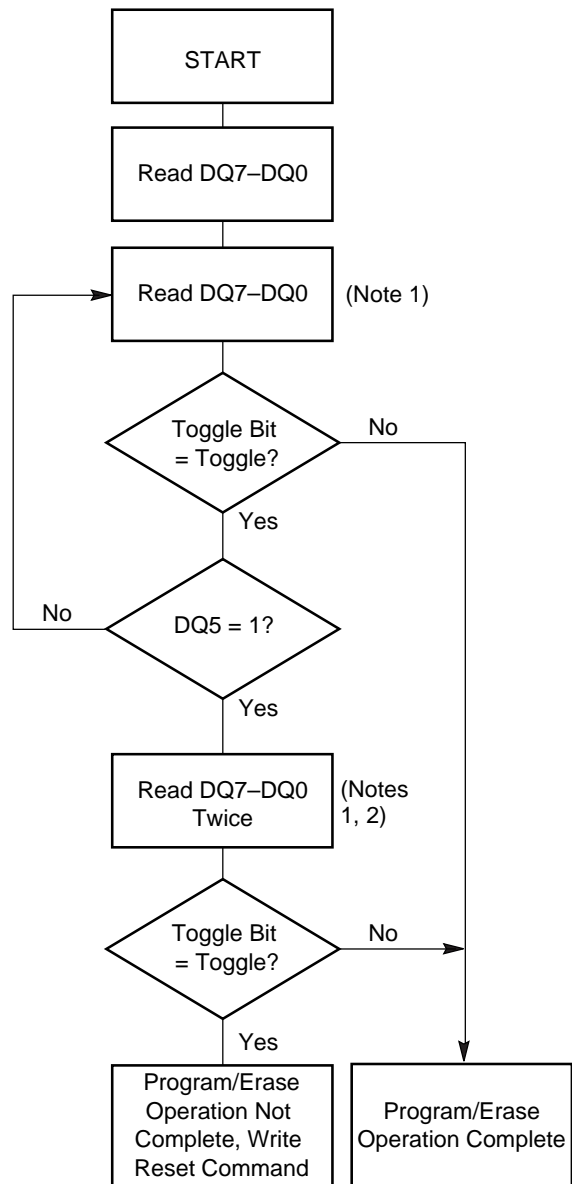 START
Read DQ7–DQ0
Read DQ7–DQ0
(Note 1)
Toggle Bit
= Toggle?
No
Yes
No
DQ5 = 1?
Yes
Read DQ7–DQ0
Twice
(Notes
1, 2)
Toggle Bit
= Toggle?
No
Yes
Program/Erase
Operation Not
Complete, Write
Reset Command
Program/Erase
Operation Complete